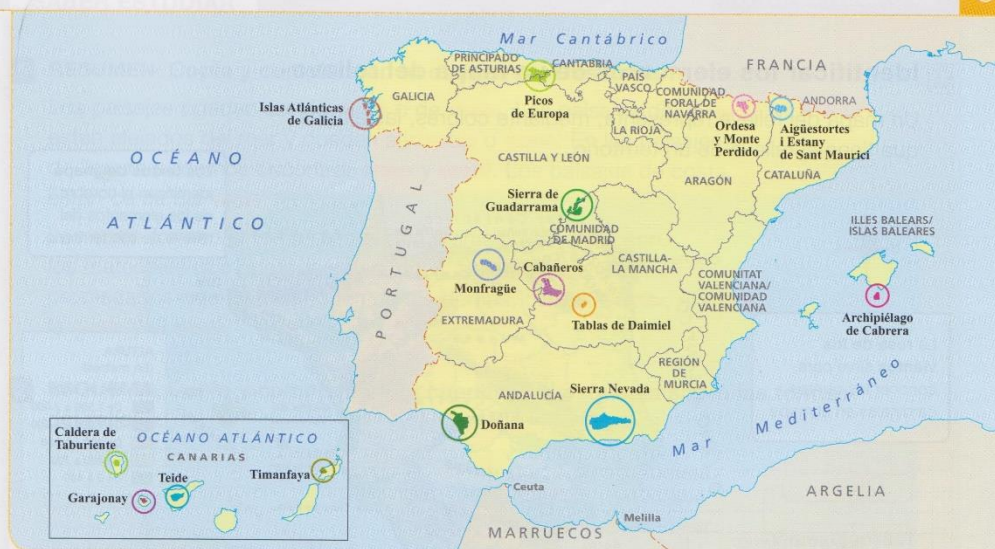 Mar Cantábrico
FRANCIA
PRINCIPADO
DE ASTURIAS
CANTABRIA
PAÍS
VASCO
COMUNIDAD
FORAL DE
NAVARRA
ANDORRA
GALICIA
Islas Atlánticas
de Galicia
Picos
de Europa
LA RIOJA
Ordesa
y Monte
Perdido
Aigüestortes
i Estany
de Sant Maurici
OCÉANO
ATLÁNTICO
CASTILLA Y LEÓN
ARAGÓN
CATALUÑA
Sierra de
Guadarrama
COMUNIDAD
DE MADRID
ILLES BALEARS/
ISLAS BALEARES
PORTUGAL
Monfragüe
Cabañeros
CASTILLA-
LA MANCHA
COMUNITAT
VALENCIANA/
COMUNIDAD
VALENCIANA
EXTREMADURA
Tablas de Daimiel
Archipiélago
de Cabrera
REGIÓN
DE
MURCIA
ANDALUCÍA
Sierra Nevada
Doñana
Mar Mediterráneo
Caldera de
Taburiente
OCÉANO ATLÁNTICO
CANARIAS
Teide
Timanfaya
Garajonay
Ceuta
Melilla
MARRUECOS
ARGELIA